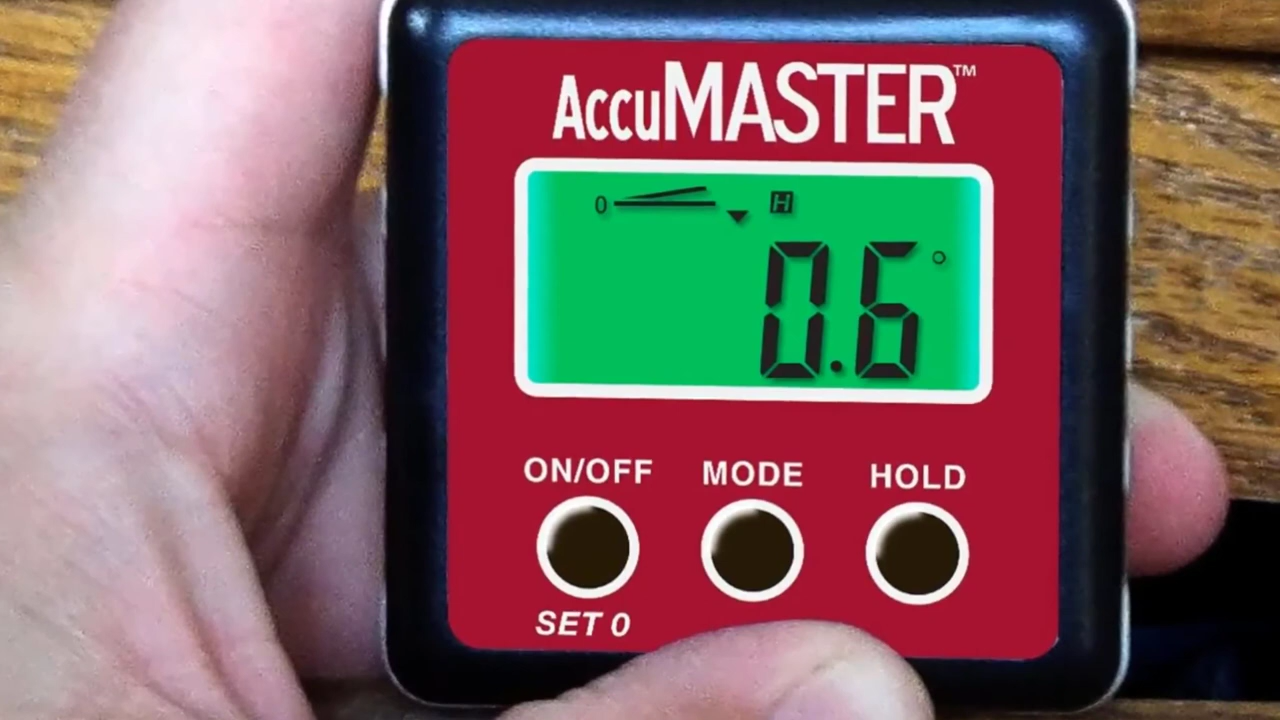 AccuMASTER™
0 H
0.6°
ON/OFF MODE HOLD
SET 0